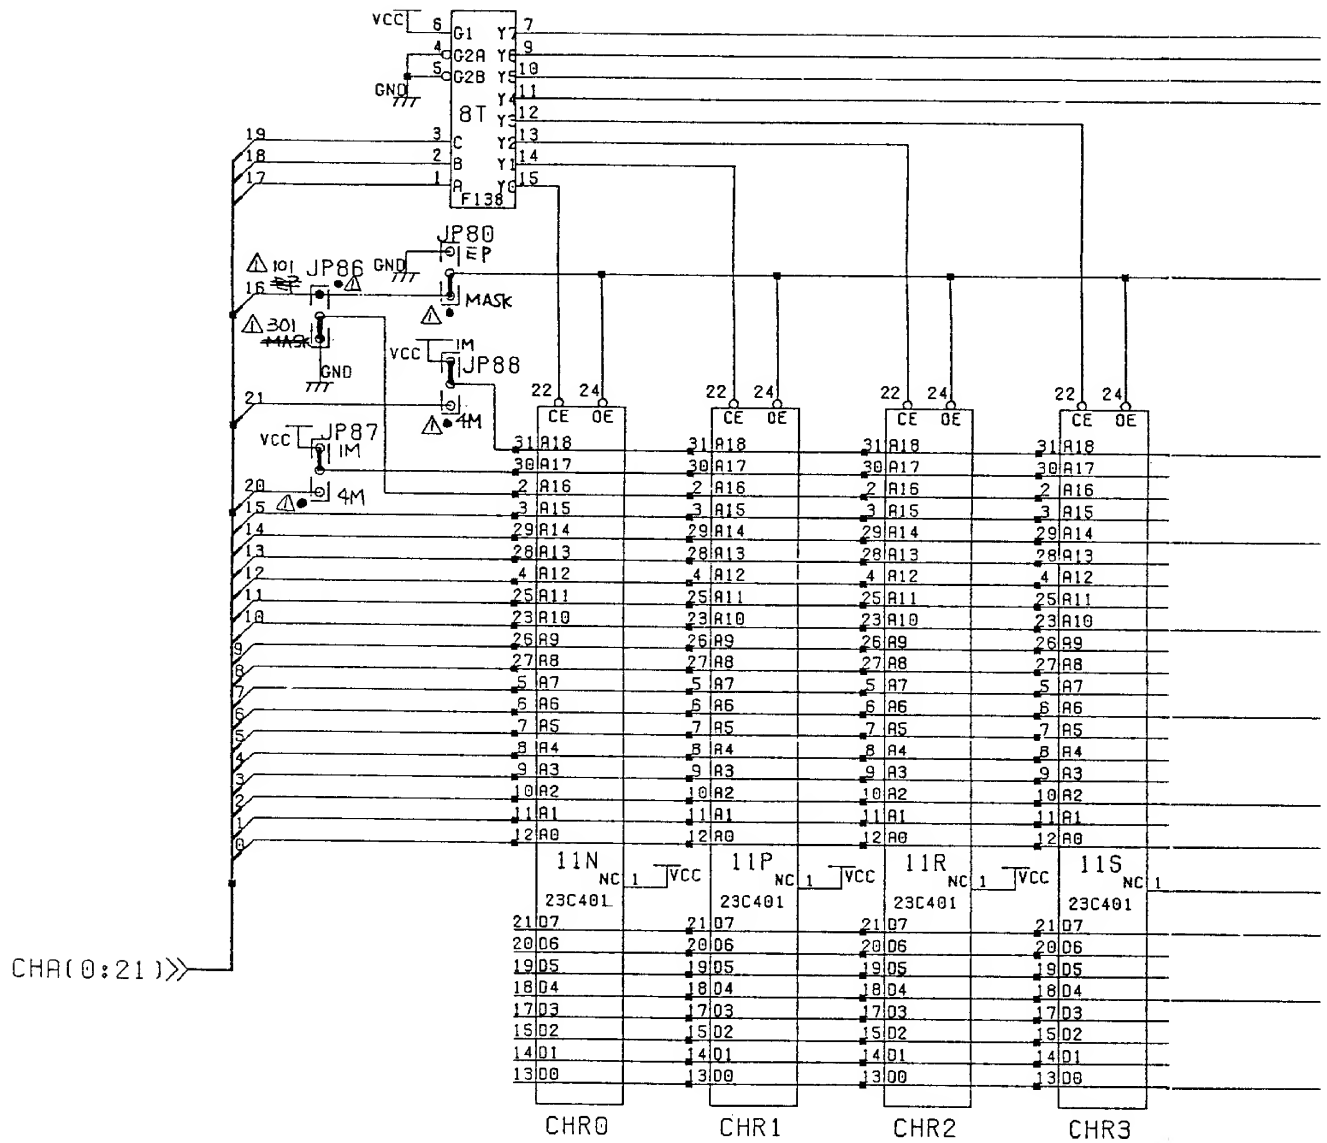 VCC 6 G1 Y7 7
4 G2A Y6 9
5 G2B Y5 10
GND Y4 11
8T Y3 12
19 3 C Y2 13
18 2 B Y1 14
17 1 A Y0 15
F138
JP80
EP
101 JP86 GND
16
MASK
301
MASK
GND
VCC 1M
JP88
21
4M
VCC JP87
1M
20
4M
22 24 22 24 22 24 22 24
CE OE CE OE CE OE CE OE
31 A18 31 A18 31 A18 31 A18
30 A17 30 A17 30 A17 30 A17
2 A16 2 A16 2 A16 2 A16
15 3 A15 3 A15 3 A15 3 A15
14 29 A14 29 A14 29 A14 29 A14
13 28 A13 28 A13 28 A13 28 A13
12 4 A12 4 A12 4 A12 4 A12
11 25 A11 25 A11 25 A11 25 A11
10 23 A10 23 A10 23 A10 23 A10
9 26 A9 26 A9 26 A9 26 A9
8 27 A8 27 A8 27 A8 27 A8
7 5 A7 5 A7 5 A7 5 A7
6 6 A6 6 A6 6 A6 6 A6
5 7 A5 7 A5 7 A5 7 A5
4 8 A4 8 A4 8 A4 8 A4
3 9 A3 9 A3 9 A3 9 A3
2 10 A2 10 A2 10 A2 10 A2
1 11 A1 11 A1 11 A1 11 A1
0 12 A0 12 A0 12 A0 12 A0
11N 11P 11R 11S
NC 1 VCC NC 1 VCC NC 1 VCC NC 1
23C401 23C401 23C401 23C401
21 D7 21 D7 21 D7 21 D7
20 D6 20 D6 20 D6 20 D6
CHA(0:21)
19 D5 19 D5 19 D5 19 D5
18 D4 18 D4 18 D4 18 D4
17 D3 17 D3 17 D3 17 D3
15 D2 15 D2 15 D2 15 D2
14 D1 14 D1 14 D1 14 D1
13 D0 13 D0 13 D0 13 D0
CHR0 CHR1 CHR2 CHR3